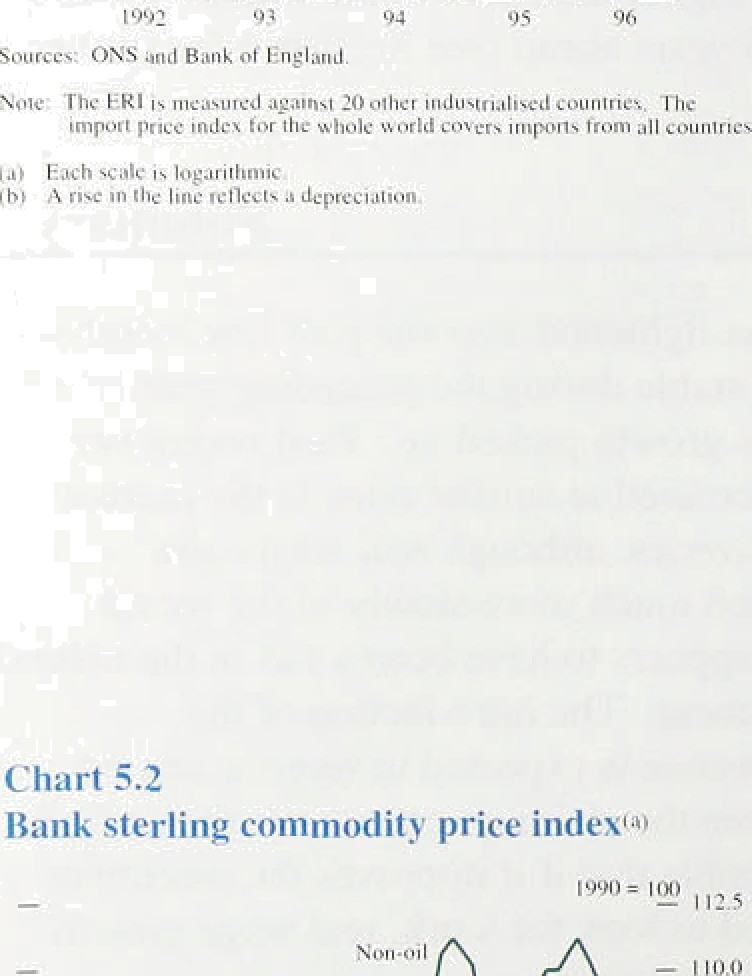 1992 93 94 95 96
Sources: ONS and Bank of England.
Note: The ERI is measured against 20 other industrialised countries. The
import price index for the whole world covers imports from all countries
(a) Each scale is logarithmic.
(b) A rise in the line reflects a depreciation.
Chart 5.2
Bank sterling commodity price index(a)
1990 = 100
112.5
Non-oil
110.0